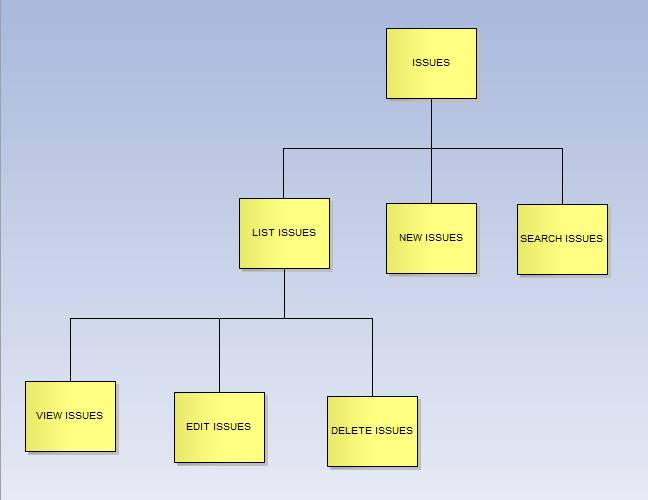 ISSUES
LIST ISSUES
NEW ISSUES
SEARCH ISSUES
VIEW ISSUES
EDIT ISSUES
DELETE ISSUES